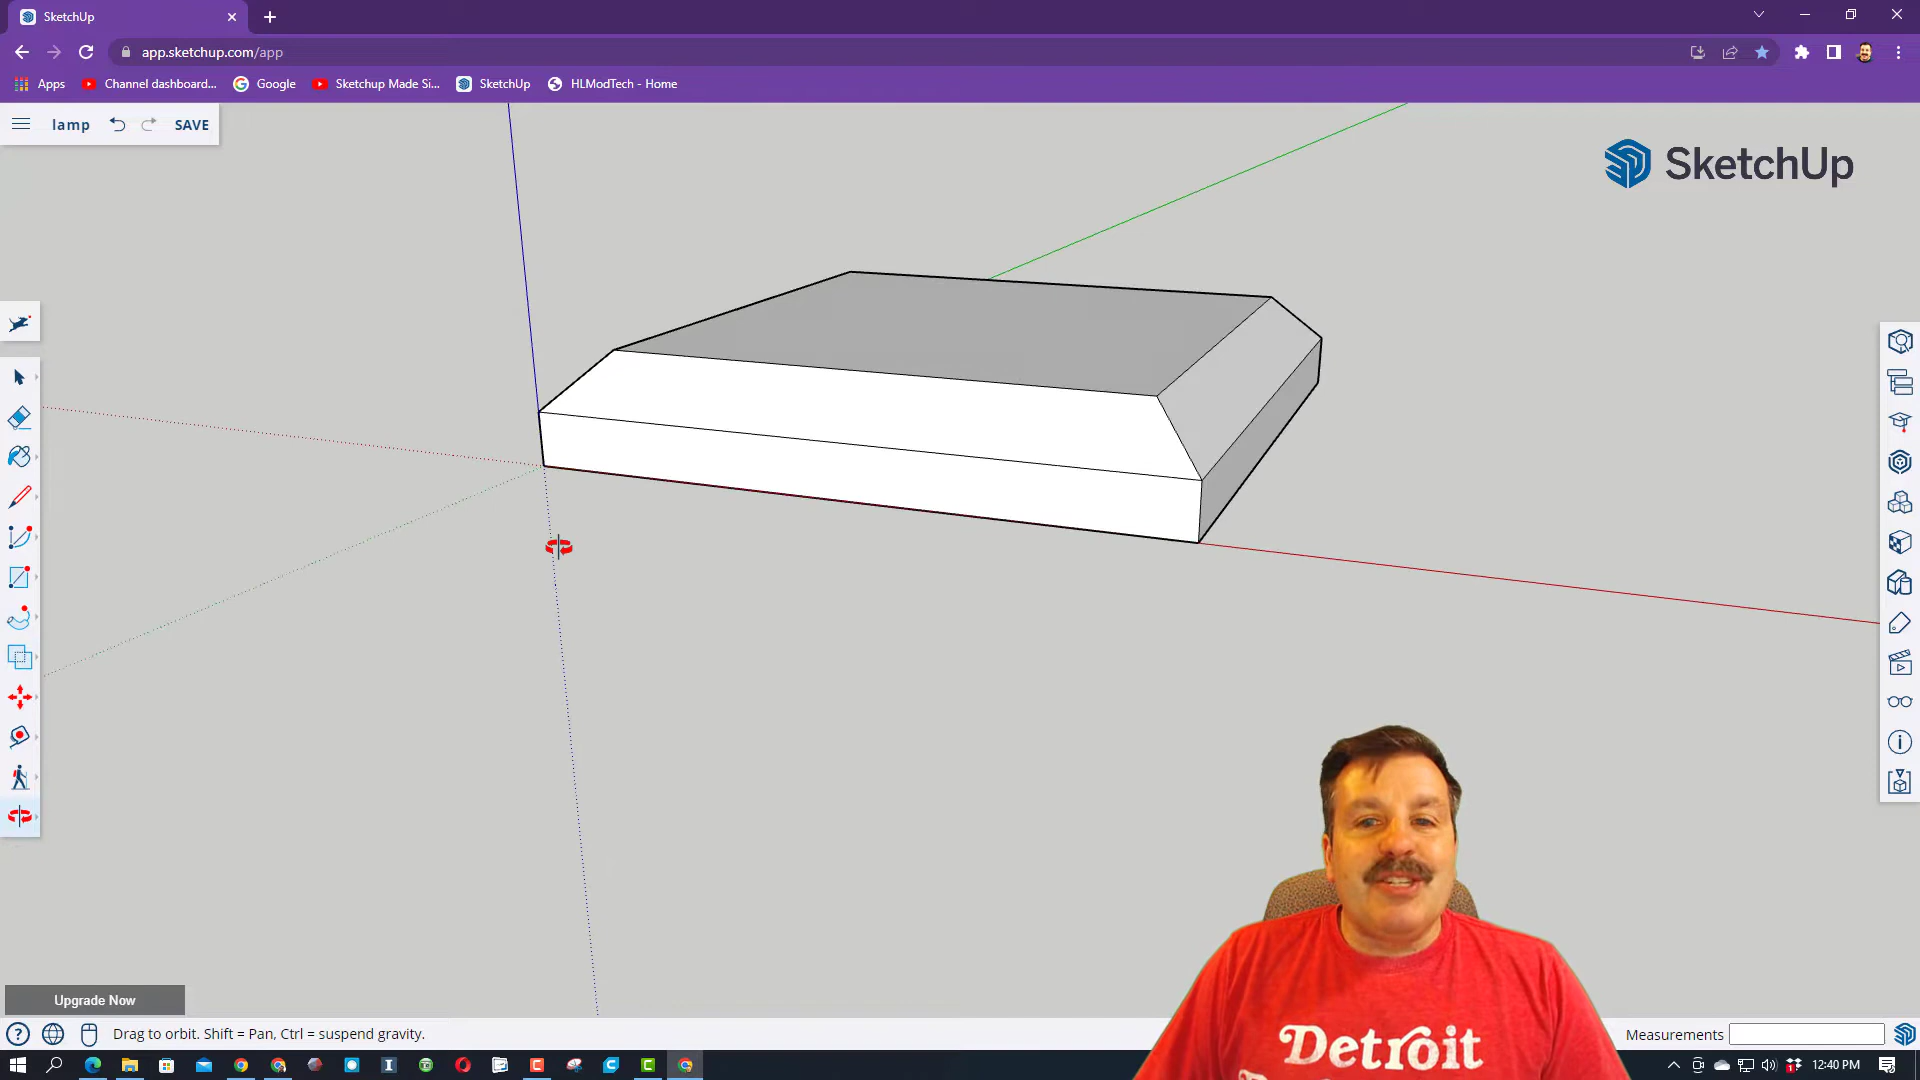 SketchUp
app.sketchup.com/app
Apps
Channel dashboard...
Google
Sketchup Made Si...
SketchUp
HLModTech - Home
lamp
SAVE
SketchUp
Upgrade Now
Drag to orbit. Shift = Pan, Ctrl = suspend gravity.
Measurements
Detroit
12:40 PM